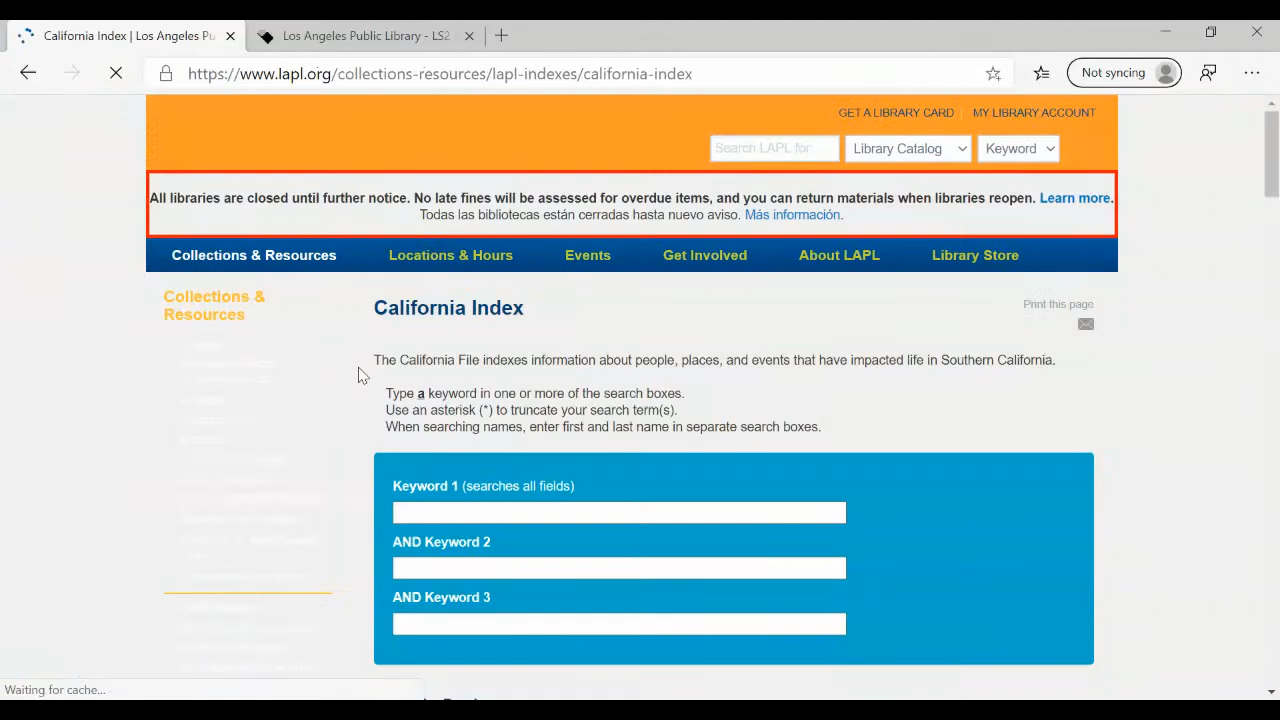 California Index | Los Angeles Pu
Los Angeles Public Library - LS2
https://www.lapl.org/collections-resources/lapl-indexes/california-index
Not syncing
GET A LIBRARY CARD
MY LIBRARY ACCOUNT
Search LAPL for
Library Catalog
Keyword
All libraries are closed until further notice. No late fines will be assessed for overdue items, and you can return materials when libraries reopen. Learn more.
Todas las bibliotecas están cerradas hasta nuevo aviso. Más información.
Collections & Resources
Locations & Hours
Events
Get Involved
About LAPL
Library Store
Collections &
Resources
California Index
Print this page
The California File indexes information about people, places, and events that have impacted life in Southern California.
Type a keyword in one or more of the search boxes.
Use an asterisk (*) to truncate your search term(s).
When searching names, enter first and last name in separate search boxes.
Keyword 1 (searches all fields)
AND Keyword 2
AND Keyword 3
Waiting for cache...